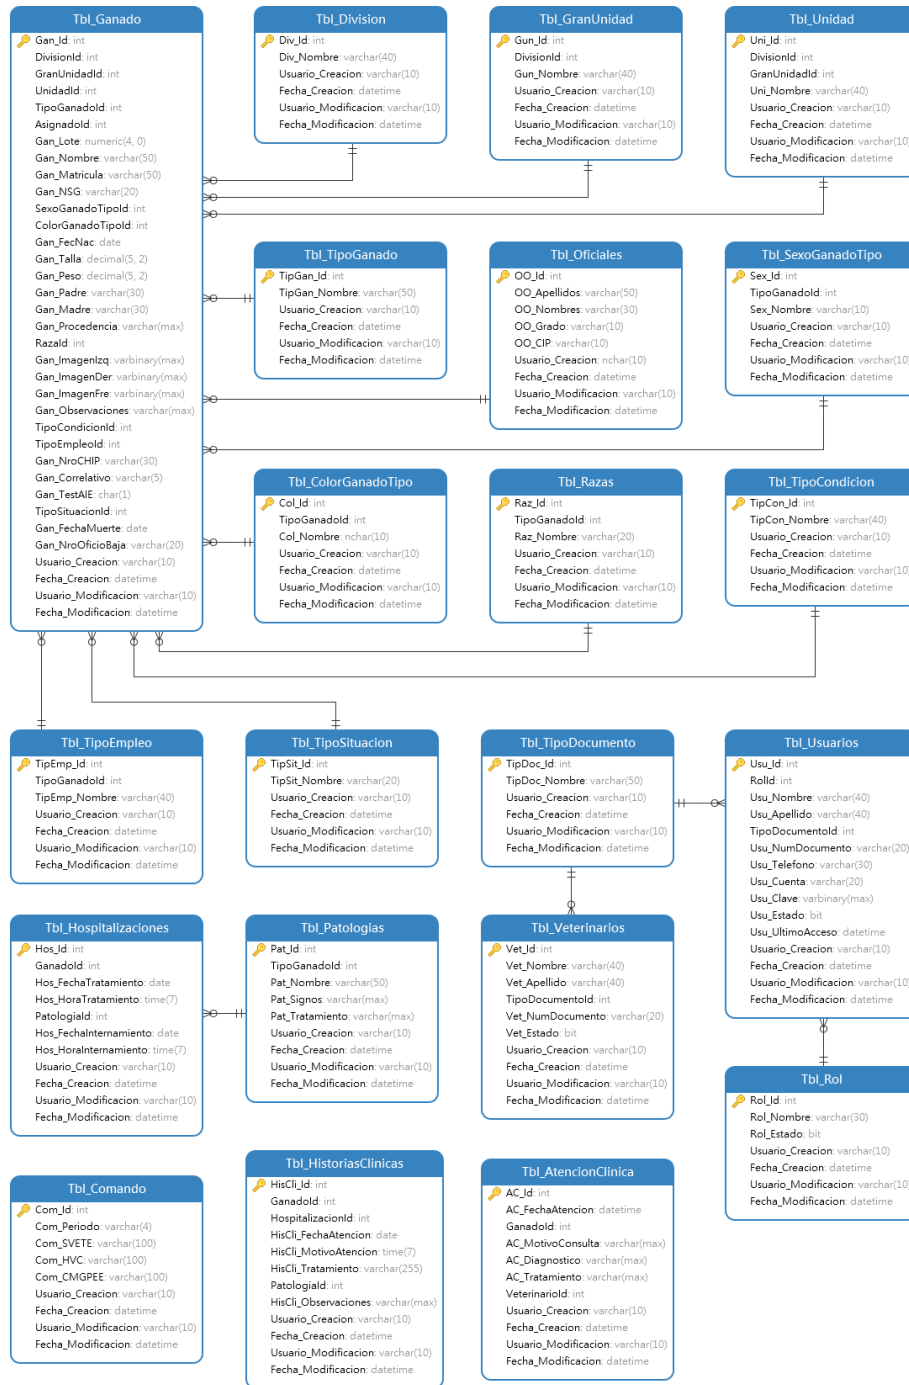 Tbl_Ganado
Gan_Id: int
DivisionId: int
GranUnidadId: int
UnidadId: int
TipoGanadoId: int
AsignadoId: int
Gan_Lote: numeric(4, 0)
Gan_Nombre: varchar(50)
Gan_Matricula: varchar(50)
Gan_NSG: varchar(20)
SexoGanadoTipoId: int
ColorGanadoTipoId: int
Gan_FecNac: date
Gan_Talla: decimal(5, 2)
Gan_Peso: decimal(5, 2)
Gan_Padre: varchar(30)
Gan_Madre: varchar(30)
Gan_Procedencia: varchar(max)
RazaId: int
Gan_ImagenIzq: varbinary(max)
Gan_ImagenDer: varbinary(max)
Gan_ImagenFre: varbinary(max)
Gan_Observaciones: varchar(max)
TipoCondicionId: int
TipoEmpleoId: int
Gan_NroCHIP: varchar(30)
Gan_Correlativo: varchar(5)
Gan_TestAIE: char(1)
TipoSituacionId: int
Gan_FechaMuerte: date
Gan_NroOficioBaja: varchar(20)
Usuario_Creacion: varchar(10)
Fecha_Creacion: datetime
Usuario_Modificacion: varchar(10)
Fecha_Modificacion: datetime
Tbl_Division
Div_Id: int
Div_Nombre: varchar(40)
Usuario_Creacion: varchar(10)
Fecha_Creacion: datetime
Usuario_Modificacion: varchar(10)
Fecha_Modificacion: datetime
Tbl_GranUnidad
Gun_Id: int
DivisionId: int
Gun_Nombre: varchar(40)
Usuario_Creacion: varchar(10)
Fecha_Creacion: datetime
Usuario_Modificacion: varchar(10)
Fecha_Modificacion: datetime
Tbl_Unidad
Uni_Id: int
DivisionId: int
GranUnidadId: int
Uni_Nombre: varchar(40)
Usuario_Creacion: varchar(10)
Fecha_Creacion: datetime
Usuario_Modificacion: varchar(10)
Fecha_Modificacion: datetime
Tbl_TipoGanado
TipGan_Id: int
TipGan_Nombre: varchar(50)
Usuario_Creacion: varchar(10)
Fecha_Creacion: datetime
Usuario_Modificacion: varchar(10)
Fecha_Modificacion: datetime
Tbl_Oficiales
OO_Id: int
OO_Apellidos: varchar(50)
OO_Nombres: varchar(30)
OO_Grado: varchar(10)
OO_CIP: varchar(10)
Usuario_Creacion: nchar(10)
Fecha_Creacion: datetime
Usuario_Modificacion: varchar(10)
Fecha_Modificacion: datetime
Tbl_SexoGanadoTipo
Sex_Id: int
TipoGanadoId: int
Sex_Nombre: varchar(10)
Usuario_Creacion: varchar(10)
Fecha_Creacion: datetime
Usuario_Modificacion: varchar(10)
Fecha_Modificacion: datetime
Tbl_ColorGanadoTipo
Col_Id: int
TipoGanadoId: int
Col_Nombre: nchar(10)
Usuario_Creacion: varchar(10)
Fecha_Creacion: datetime
Usuario_Modificacion: varchar(10)
Fecha_Modificacion: datetime
Tbl_Razas
Raz_Id: int
TipoGanadoId: int
Raz_Nombre: varchar(20)
Usuario_Creacion: varchar(10)
Fecha_Creacion: datetime
Usuario_Modificacion: varchar(10)
Fecha_Modificacion: datetime
Tbl_TipoCondicion
TipCon_Id: int
TipCon_Nombre: varchar(40)
Usuario_Creacion: varchar(10)
Fecha_Creacion: datetime
Usuario_Modificacion: varchar(10)
Fecha_Modificacion: datetime
Tbl_TipoEmpleo
TipEmp_Id: int
TipoGanadoId: int
TipEmp_Nombre: varchar(40)
Usuario_Creacion: varchar(10)
Fecha_Creacion: datetime
Usuario_Modificacion: varchar(10)
Fecha_Modificacion: datetime
Tbl_TipoSituacion
TipSit_Id: int
TipSit_Nombre: varchar(20)
Usuario_Creacion: varchar(10)
Fecha_Creacion: datetime
Usuario_Modificacion: varchar(10)
Fecha_Modificacion: datetime
Tbl_TipoDocumento
TipDoc_Id: int
TipDoc_Nombre: varchar(50)
Usuario_Creacion: varchar(10)
Fecha_Creacion: datetime
Usuario_Modificacion: varchar(10)
Fecha_Modificacion: datetime
Tbl_Usuarios
Usu_Id: int
RolId: int
Usu_Nombre: varchar(40)
Usu_Apellido: varchar(40)
TipoDocumentoId: int
Usu_NumDocumento: varchar(20)
Usu_Telefono: varchar(30)
Usu_Cuenta: varchar(20)
Usu_Clave: varbinary(max)
Usu_Estado: bit
Usu_UltimoAcceso: datetime
Usuario_Creacion: varchar(10)
Fecha_Creacion: datetime
Usuario_Modificacion: varchar(10)
Fecha_Modificacion: datetime
Tbl_Hospitalizaciones
Hos_Id: int
GanadoId: int
Hos_FechaTratamiento: date
Hos_HoraTratamiento: time(7)
PatologiaId: int
Hos_FechaInternamiento: date
Hos_HoraInternamiento: time(7)
Usuario_Creacion: varchar(10)
Fecha_Creacion: datetime
Usuario_Modificacion: varchar(10)
Fecha_Modificacion: datetime
Tbl_Patologias
Pat_Id: int
TipoGanadoId: int
Pat_Nombre: varchar(50)
Pat_Signos: varchar(max)
Pat_Tratamiento: varchar(max)
Usuario_Creacion: varchar(10)
Fecha_Creacion: datetime
Usuario_Modificacion: varchar(10)
Fecha_Modificacion: datetime
Tbl_Veterinarios
Vet_Id: int
Vet_Nombre: varchar(40)
Vet_Apellido: varchar(40)
TipoDocumentoId: int
Vet_NumDocumento: varchar(20)
Vet_Estado: bit
Usuario_Creacion: varchar(10)
Fecha_Creacion: datetime
Usuario_Modificacion: varchar(10)
Fecha_Modificacion: datetime
Tbl_Rol
Rol_Id: int
Rol_Nombre: varchar(30)
Rol_Estado: bit
Usuario_Creacion: varchar(10)
Fecha_Creacion: datetime
Usuario_Modificacion: varchar(10)
Fecha_Modificacion: datetime
Tbl_Comando
Com_Id: int
Com_Periodo: varchar(4)
Com_SVETE: varchar(100)
Com_HVC: varchar(100)
Com_CMGPEE: varchar(100)
Usuario_Creacion: varchar(10)
Fecha_Creacion: datetime
Usuario_Modificacion: varchar(10)
Fecha_Modificacion: datetime
Tbl_HistoriasClinicas
HisCli_Id: int
GanadoId: int
HospitalizacionId: int
HisCli_FechaAtencion: date
HisCli_MotivoAtencion: time(7)
HisCli_Tratamiento: varchar(255)
PatologiaId: int
HisCli_Observaciones: varchar(max)
Usuario_Creacion: varchar(10)
Fecha_Creacion: datetime
Usuario_Modificacion: varchar(10)
Fecha_Modificacion: datetime
Tbl_AtencionClinica
AC_Id: int
AC_FechaAtencion: datetime
GanadoId: int
AC_MotivoConsulta: varchar(max)
AC_Diagnostico: varchar(max)
AC_Tratamiento: varchar(max)
VeterinarioId: int
Usuario_Creacion: varchar(10)
Fecha_Creacion: datetime
Usuario_Modificacion: varchar(10)
Fecha_Modificacion: datetime